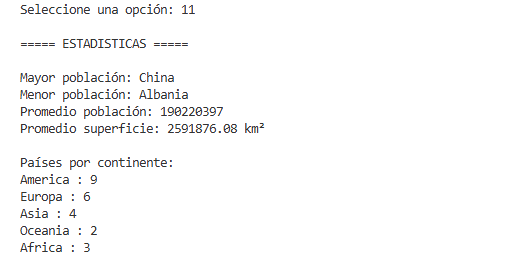 Seleccione una opción: 11
===== ESTADISTICAS =====
Mayor población: China
Menor población: Albania
Promedio población: 190220397
Promedio superficie: 2591876.08 km²
Países por continente:
America : 9
Europa : 6
Asia : 4
Oceania : 2
Africa : 3